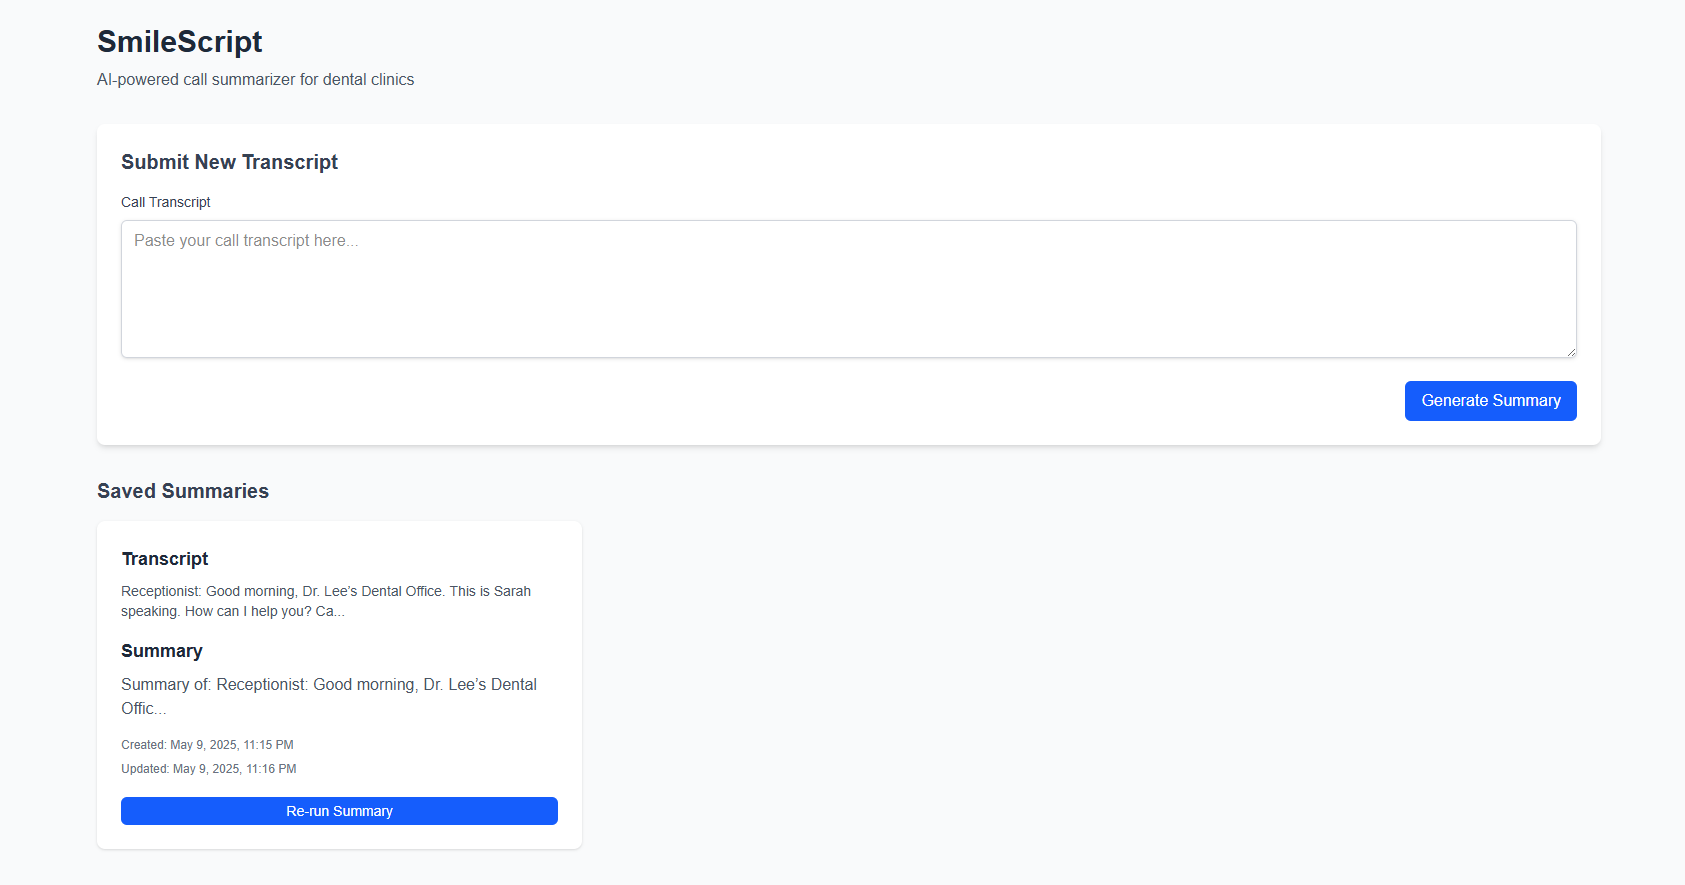 SmileScript
AI-powered call summarizer for dental clinics
Submit New Transcript
Call Transcript
Paste your call transcript here...
Generate Summary
Saved Summaries
Transcript
Receptionist: Good morning, Dr. Lee’s Dental Office. This is Sarah
speaking. How can I help you? Ca...
Summary
Summary of: Receptionist: Good morning, Dr. Lee’s Dental
Offic...
Created: May 9, 2025, 11:15 PM
Updated: May 9, 2025, 11:16 PM
Re-run Summary